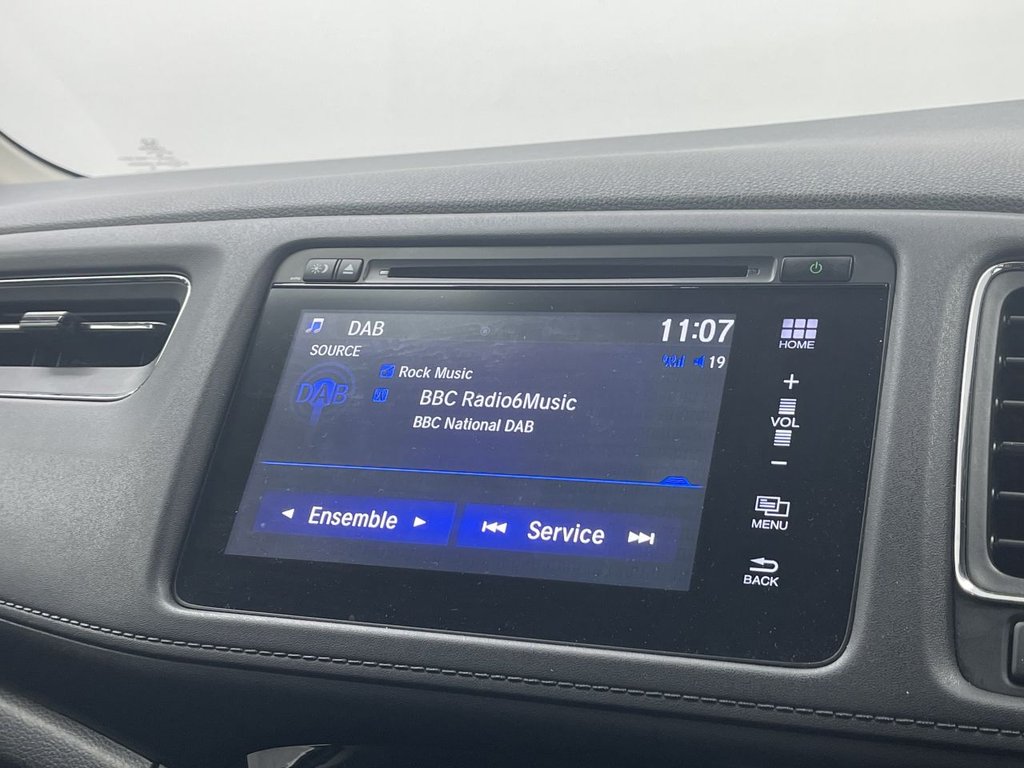 DAB
11:07
HOME
SOURCE
19
Rock Music
DAB
BBC Radio6Music
BBC National DAB
VOL
Ensemble
Service
MENU
BACK